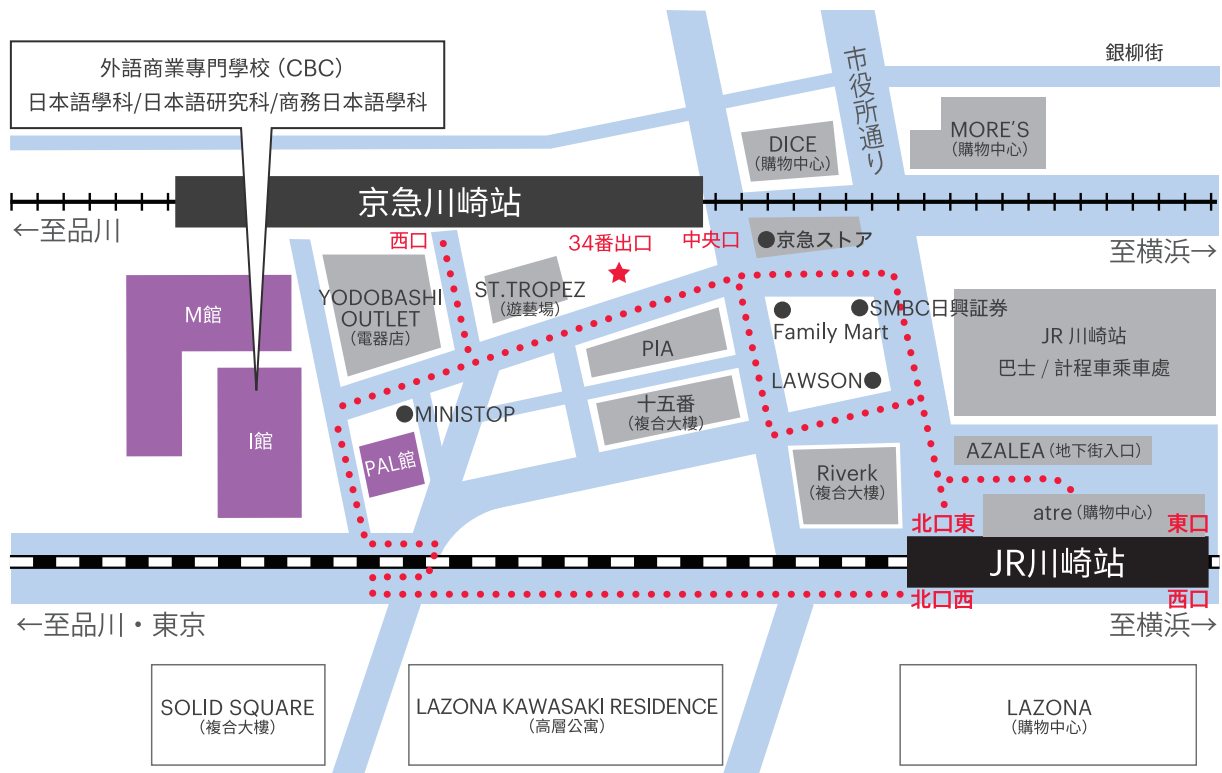 外語商業專門學校（CBC）
日本語學科/日本語研究科/商務日本語學科
銀柳街
市役所通り
DICE
（購物中心）
MORE'S
（購物中心）
京急川崎站
←至品川
至横浜→
西口
34番出口
中央口
京急ストア
M館
YODOBASHI
OUTLET
（電器店）
ST.TROPEZ
（遊藝場）
SMBC日興証券
Family Mart
JR 川崎站
巴士 / 計程車乘車處
PIA
LAWSON
MINISTOP
十五番
（複合大樓）
I館
PAL館
AZALEA（地下街入口）
Riverk
（複合大樓）
atre（購物中心）
北口東
東口
JR川崎站
北口西
西口
←至品川・東京
至横浜→
SOLID SQUARE
（複合大樓）
LAZONA KAWASAKI RESIDENCE
（高層公寓）
LAZONA
（購物中心）